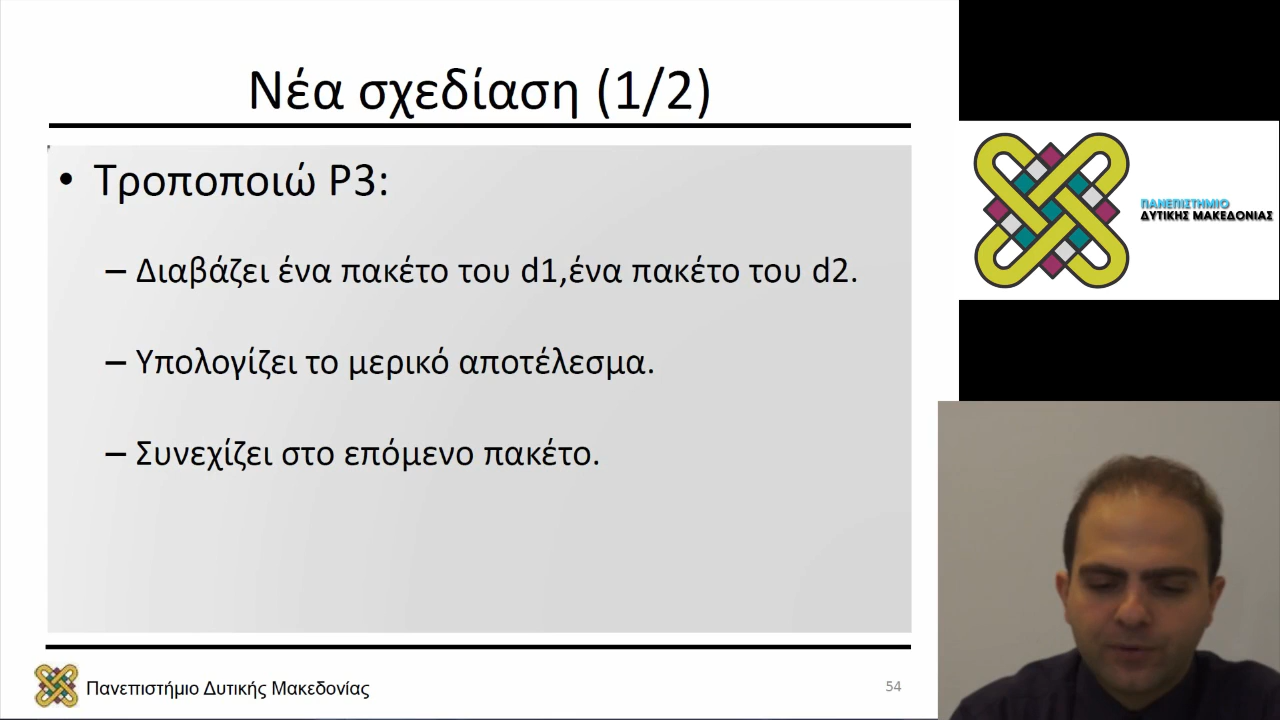 Νέα σχεδίαση (1/2)
• Τροποποιώ P3:
– Διαβάζει ένα πακέτο του d1,ένα πακέτο του d2.
– Υπολογίζει το μερικό αποτέλεσμα.
– Συνεχίζει στο επόμενο πακέτο.
Πανεπιστήμιο Δυτικής Μακεδονίας
54
ΠΑΝΕΠΙΣΤΗΜΙΟ
ΔΥΤΙΚΗΣ ΜΑΚΕΔΟΝΙΑΣ